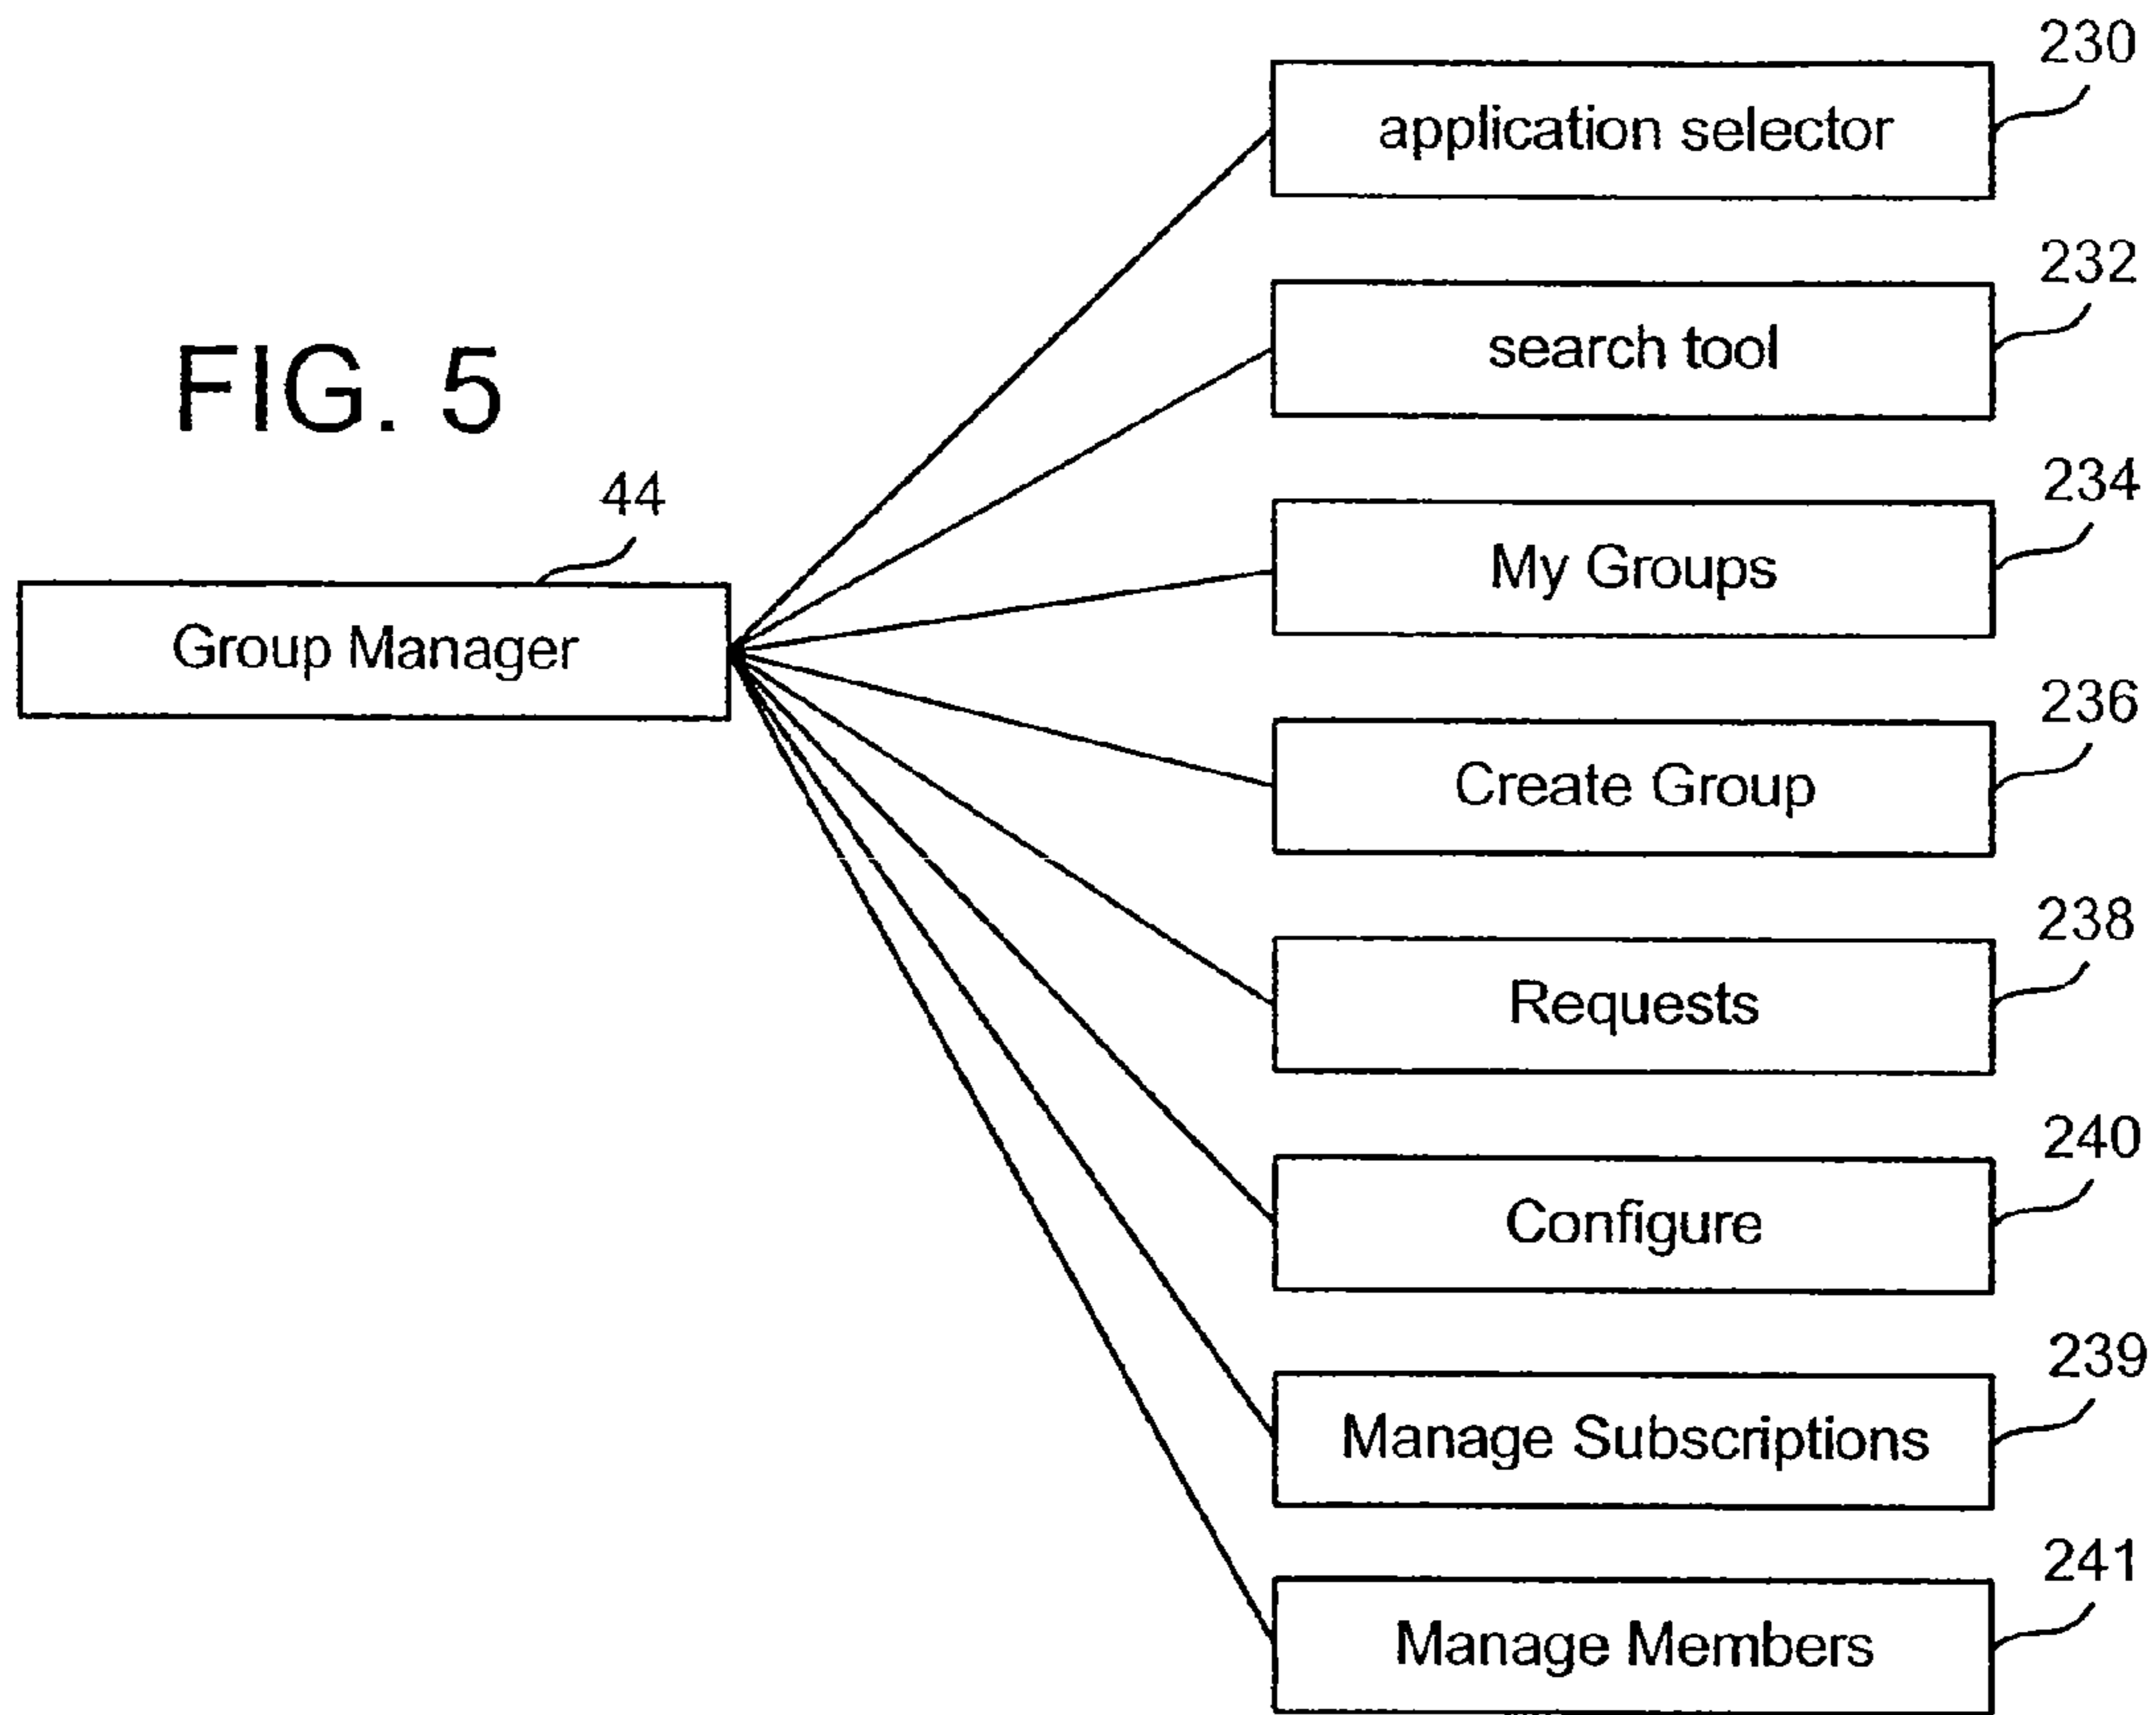 230
application selector
232
search tool
FIG. 5
234
44
My Groups
Group Manager
236
Create Group
238
Requests
240
Configure
239
Manage Subscriptions
241
Manage Members